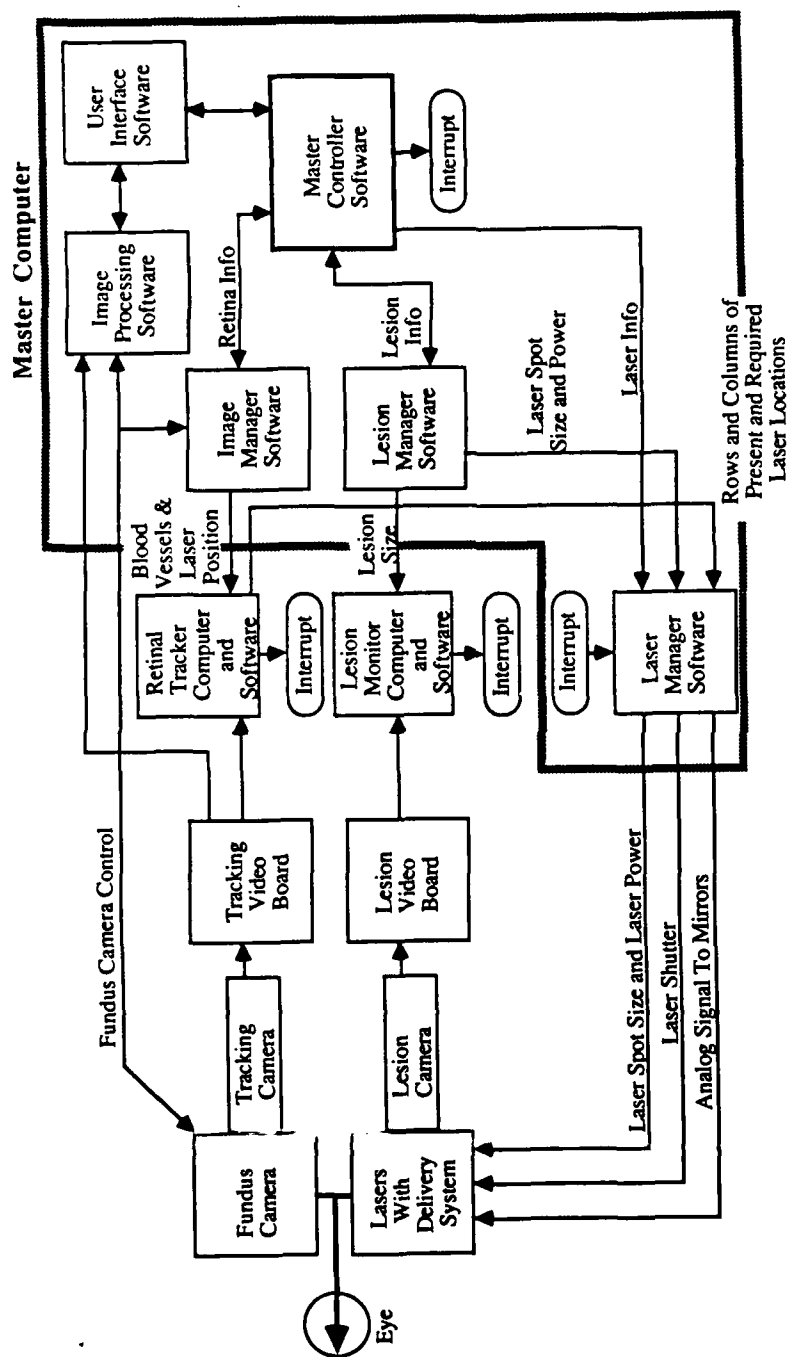 Master Computer
User
Interface
Software
Image
Processing
Software
Master
Controller
Software
Interrupt
Retina Info
Lesion
Info
Image
Manager
Software
Lesion
Manager
Software
Laser Spot
Size and Power
Laser Info
Rows and Columns of
Present and Required
Laser Locations
Blood
Vessels &
Laser
Position
Lesion
Size
Retinal
Tracker
Computer
and
Software
Interrupt
Lesion
Monitor
Computer
and
Software
Interrupt
Interrupt
Laser
Manager
Software
Fundus Camera Control
Tracking
Video
Board
Lesion
Video
Board
Tracking
Camera
Lesion
Camera
Laser Spot Size and Laser Power
Laser Shutter
Analog Signal To Mirrors
Fundus
Camera
Lasers
With
Delivery
System
Eye